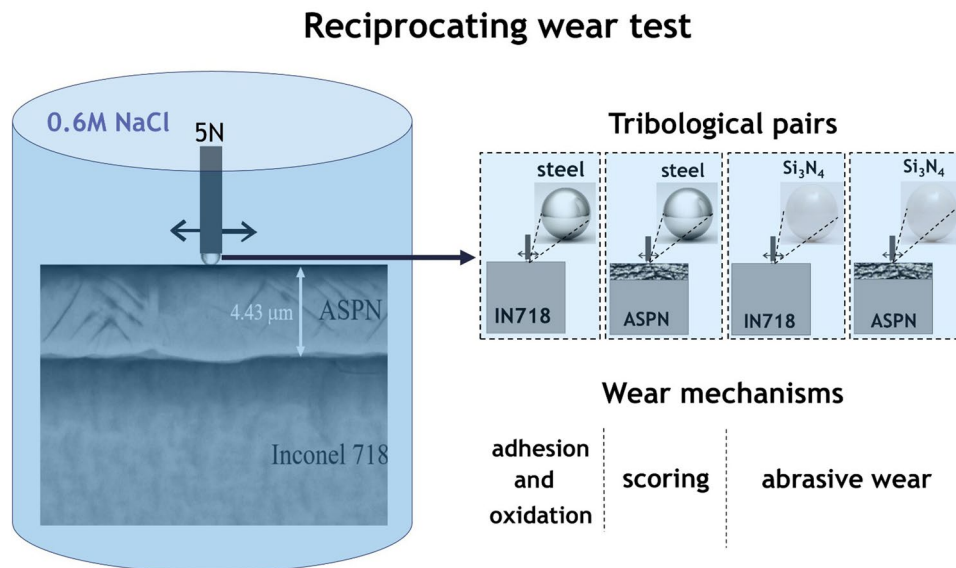 Reciprocating wear test
0.6M NaCl
5N
4.43 μm
ASPN
Inconel 718
Tribological pairs
steel
steel
Si₃N₄
Si₃N₄
IN718
ASPN
IN718
ASPN
Wear mechanisms
adhesion
and
oxidation
scoring
abrasive wear